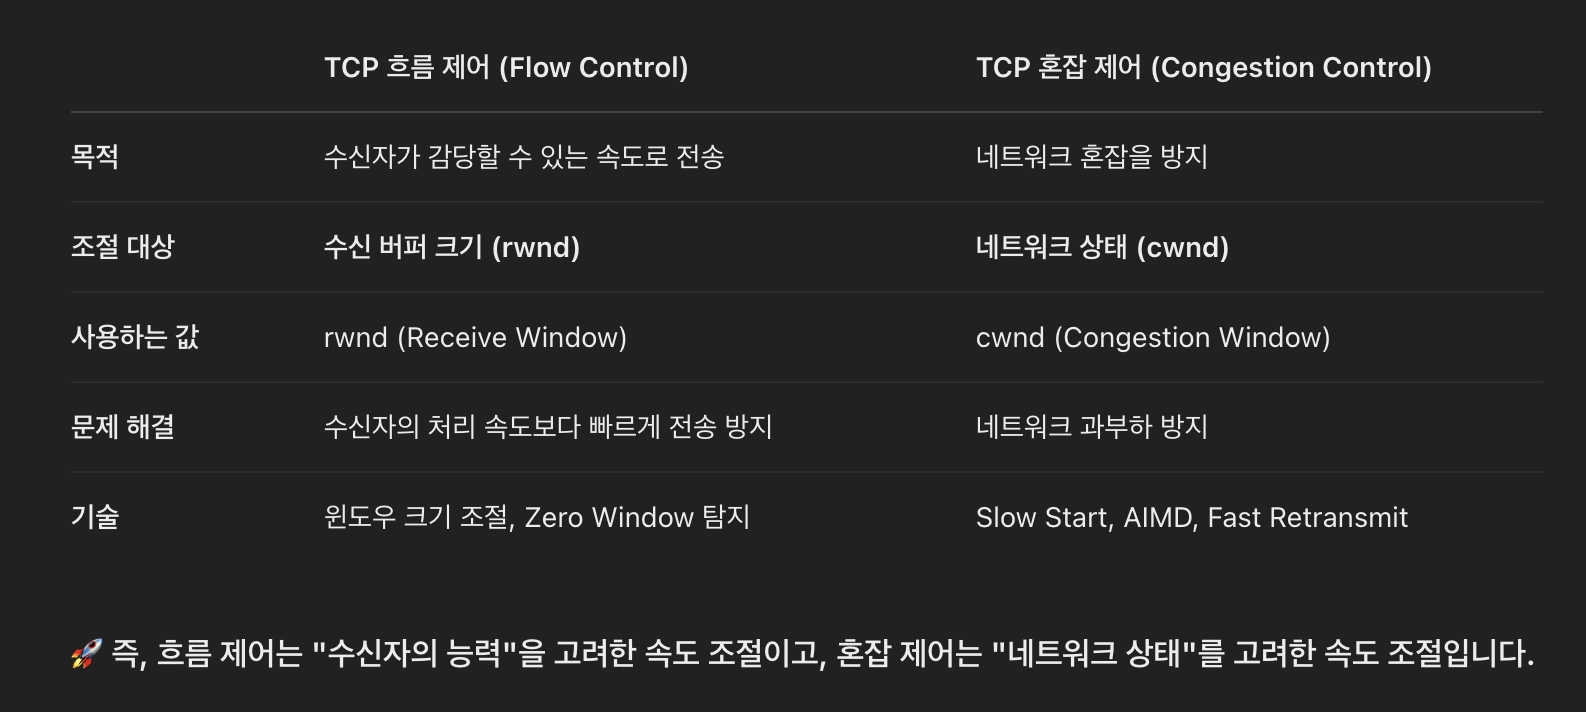 TCP 흐름 제어 (Flow Control) TCP 혼잡 제어 (Congestion Control)
목적 수신자가 감당할 수 있는 속도로 전송 네트워크 혼잡을 방지
조절 대상 수신 버퍼 크기 (rwnd) 네트워크 상태 (cwnd)
사용하는 값 rwnd (Receive Window) cwnd (Congestion Window)
문제 해결 수신자의 처리 속도보다 빠르게 전송 방지 네트워크 과부하 방지
기술 윈도우 크기 조절, Zero Window 탐지 Slow Start, AIMD, Fast Retransmit
🚀 즉, 흐름 제어는 "수신자의 능력"을 고려한 속도 조절이고, 혼잡 제어는 "네트워크 상태"를 고려한 속도 조절입니다.